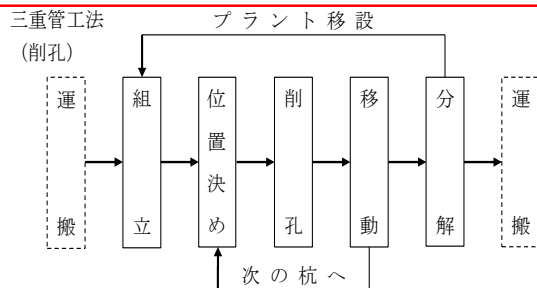 三重管工法
プラント移設
(削孔)
運搬
組立
位置決め
削孔
移動
分解
運搬
次の杭へ